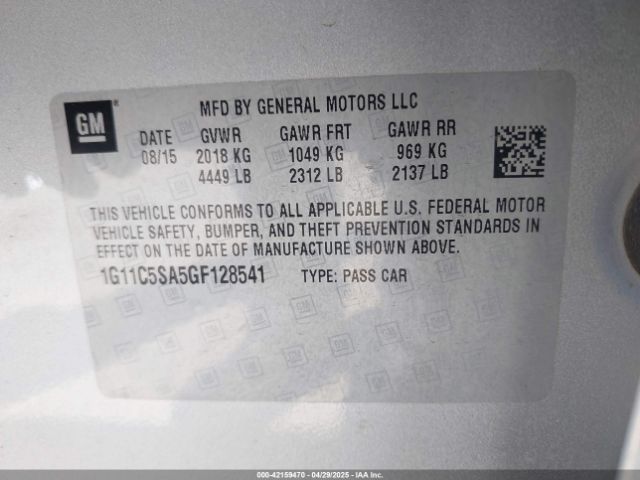 GM
MFD BY GENERAL MOTORS LLC
DATE GVWR GAWR FRT GAWR RR
08/15 2018 KG 1049 KG 969 KG
4449 LB 2312 LB 2137 LB
THIS VEHICLE CONFORMS TO ALL APPLICABLE U.S. FEDERAL MOTOR
VEHICLE SAFETY, BUMPER, AND THEFT PREVENTION STANDARDS IN
EFFECT ON THE DATE OF MANUFACTURE SHOWN ABOVE.
1G11C5SA5GF128541 TYPE: PASS CAR
000-42159470 04/29/2025 IAAI.COM